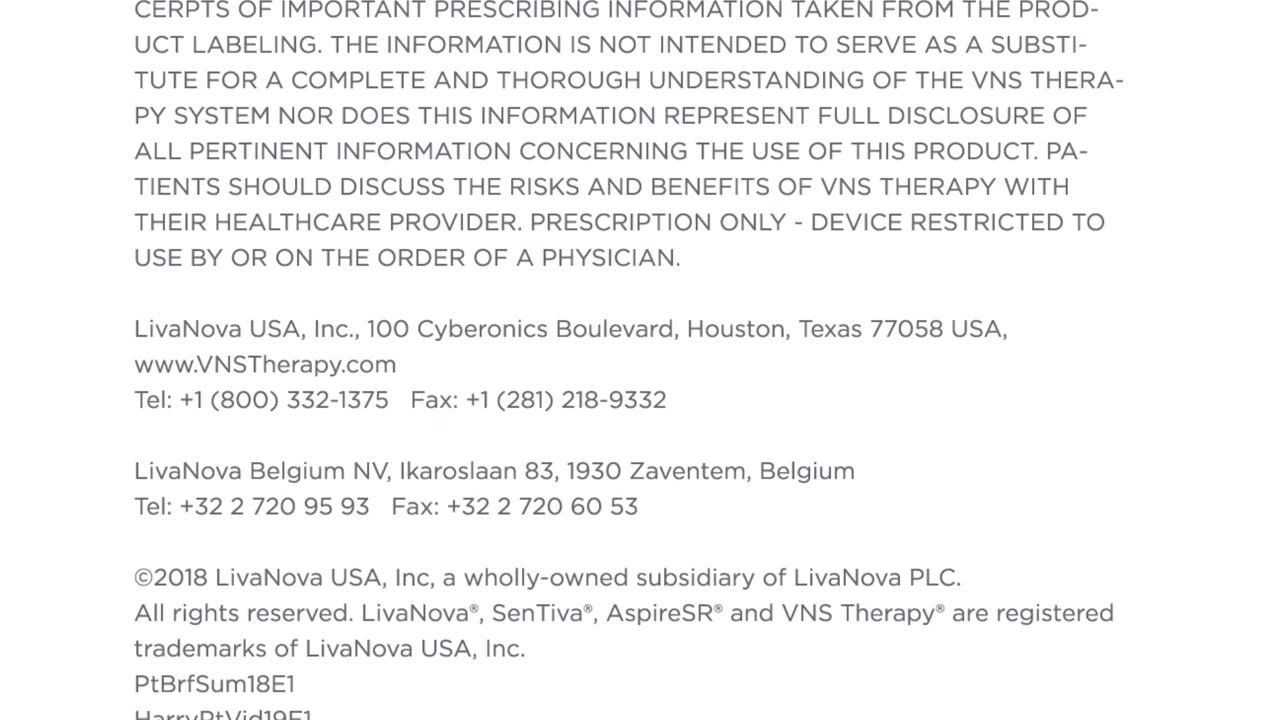 CERPTS OF IMPORTANT PRESCRIBING INFORMATION TAKEN FROM THE PROD-
UCT LABELING. THE INFORMATION IS NOT INTENDED TO SERVE AS A SUBSTI-
TUTE FOR A COMPLETE AND THOROUGH UNDERSTANDING OF THE VNS THERA-
PY SYSTEM NOR DOES THIS INFORMATION REPRESENT FULL DISCLOSURE OF
ALL PERTINENT INFORMATION CONCERNING THE USE OF THIS PRODUCT. PA-
TIENTS SHOULD DISCUSS THE RISKS AND BENEFITS OF VNS THERAPY WITH
THEIR HEALTHCARE PROVIDER. PRESCRIPTION ONLY - DEVICE RESTRICTED TO
USE BY OR ON THE ORDER OF A PHYSICIAN.
LivaNova USA, Inc., 100 Cyberonics Boulevard, Houston, Texas 77058 USA,
www.VNSTherapy.com
Tel: +1 (800) 332-1375 Fax: +1 (281) 218-9332
LivaNova Belgium NV, Ikaroslaan 83, 1930 Zaventem, Belgium
Tel: +32 2 720 95 93 Fax: +32 2 720 60 53
©2018 LivaNova USA, Inc, a wholly-owned subsidiary of LivaNova PLC.
All rights reserved. LivaNova®, SenTiva®, AspireSR® and VNS Therapy® are registered
trademarks of LivaNova USA, Inc.
PtBrfSum18E1
HarryPtVid19E1